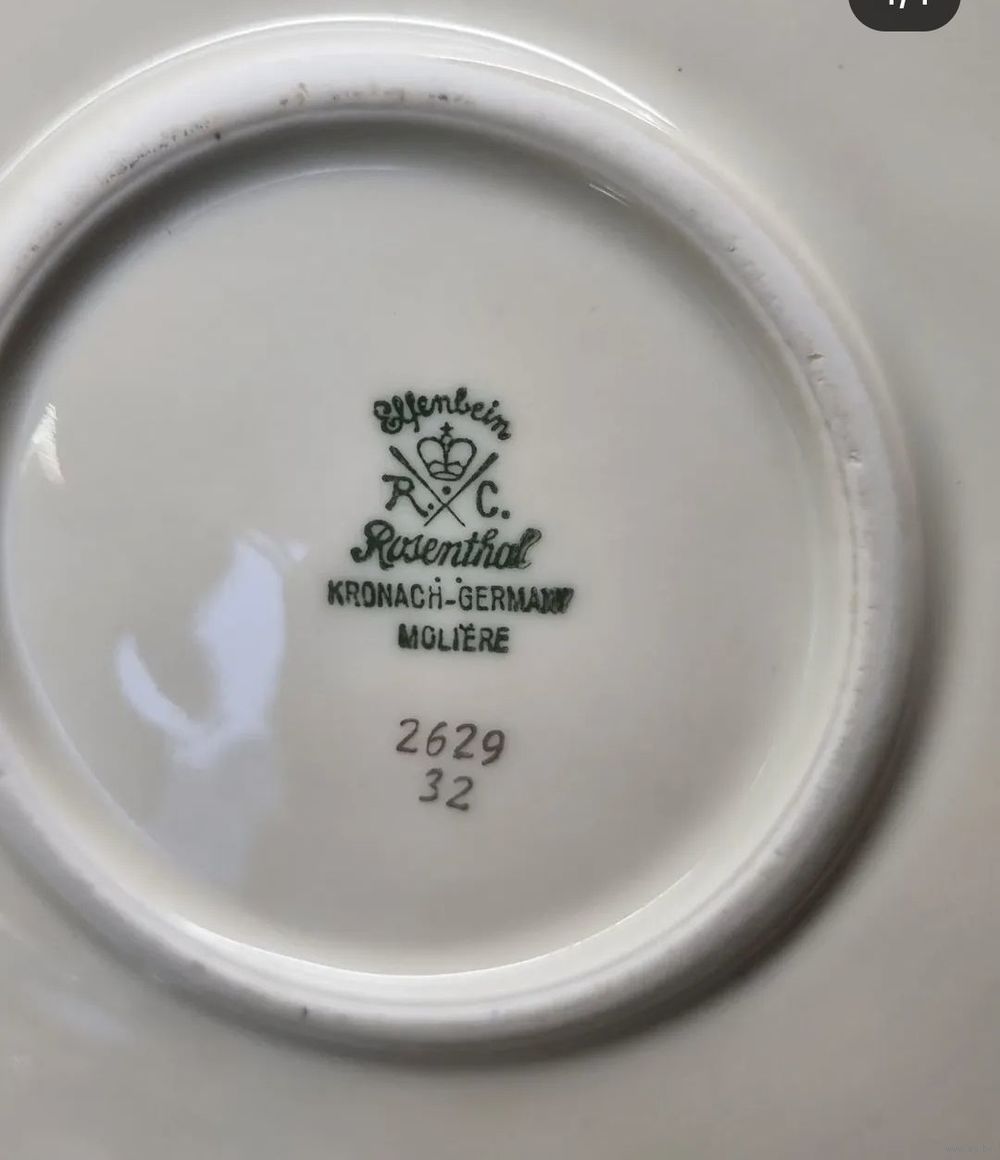 Elfenbein
R. C.
Rosenthal
KRONACH-GERMANY
MOLIÈRE
2629
32